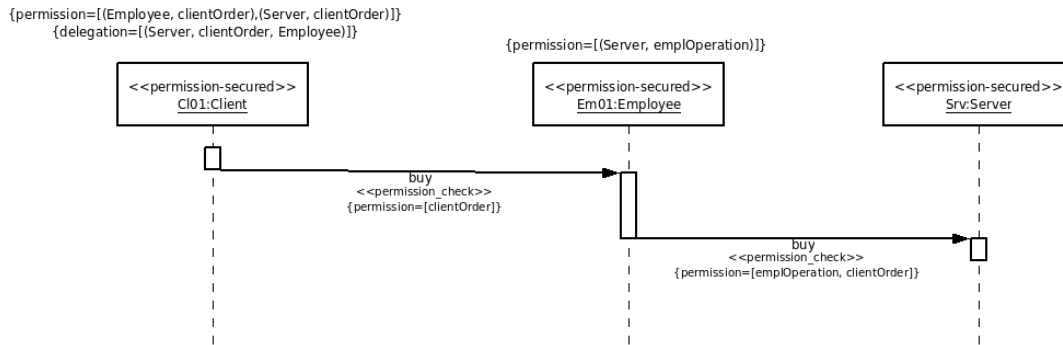 {permission=[(Employee, clientOrder),(Server, clientOrder)]}
{delegation=[(Server, clientOrder, Employee)]}
{permission=[(Server, emplOperation)]}
<<permission-secured>>
Cl01:Client
<<permission-secured>>
Em01:Employee
<<permission-secured>>
Srv:Server
buy
<<permission_check>>
{permission=[clientOrder]}
buy
<<permission_check>>
{permission=[emplOperation, clientOrder]}